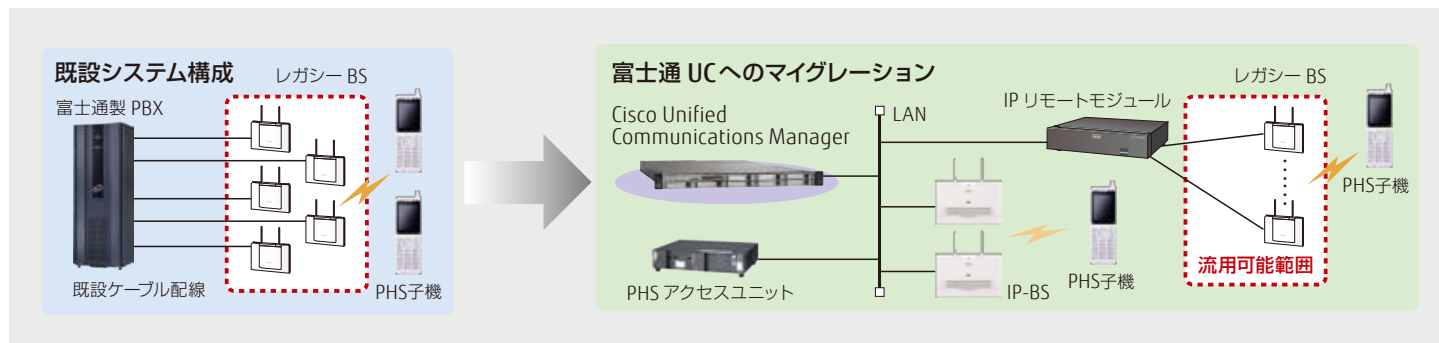 既設システム構成
レガシー BS
富士通製 PBX
既設ケーブル配線
PHS子機
富士通 UCへのマイグレーション
Cisco Unified
Communications Manager
LAN
IP リモートモジュール
レガシー BS
PHS子機
PHS アクセスユニット
IP-BS
PHS子機
流用可能範囲